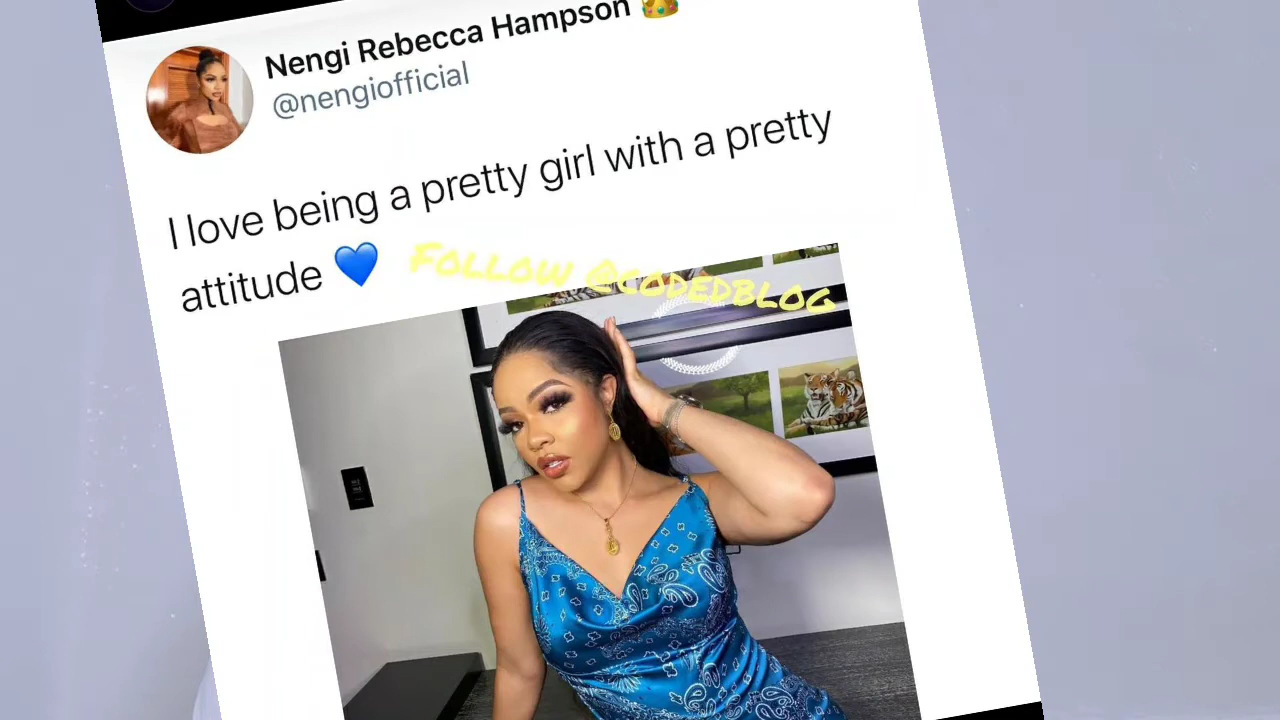 Nengi Rebecca Hampson 👑
@nengiofficial
I love being a pretty girl with a pretty
attitude 💙
Follow @codedblog